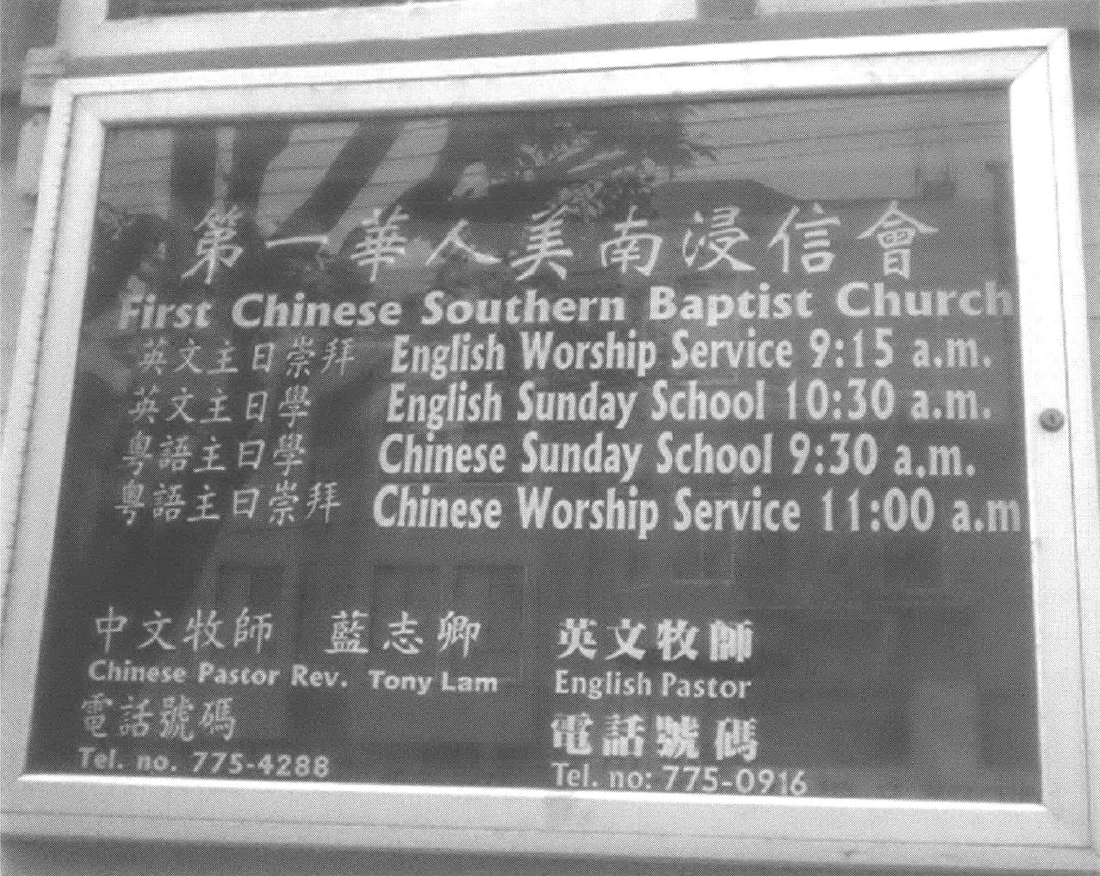 第一華人美南浸信會
First Chinese Southern Baptist Church
英文主日崇拜 English Worship Service 9:15 a.m.
英文主日學 English Sunday School 10:30 a.m.
粵語主日學 Chinese Sunday School 9:30 a.m.
粵語主日崇拜 Chinese Worship Service 11:00 a.m
中文牧師 藍志卿
Chinese Pastor Rev. Tony Lam
電話號碼
Tel. no. 775-4288
英文牧師
English Pastor
電話號碼
Tel. no: 775-0916